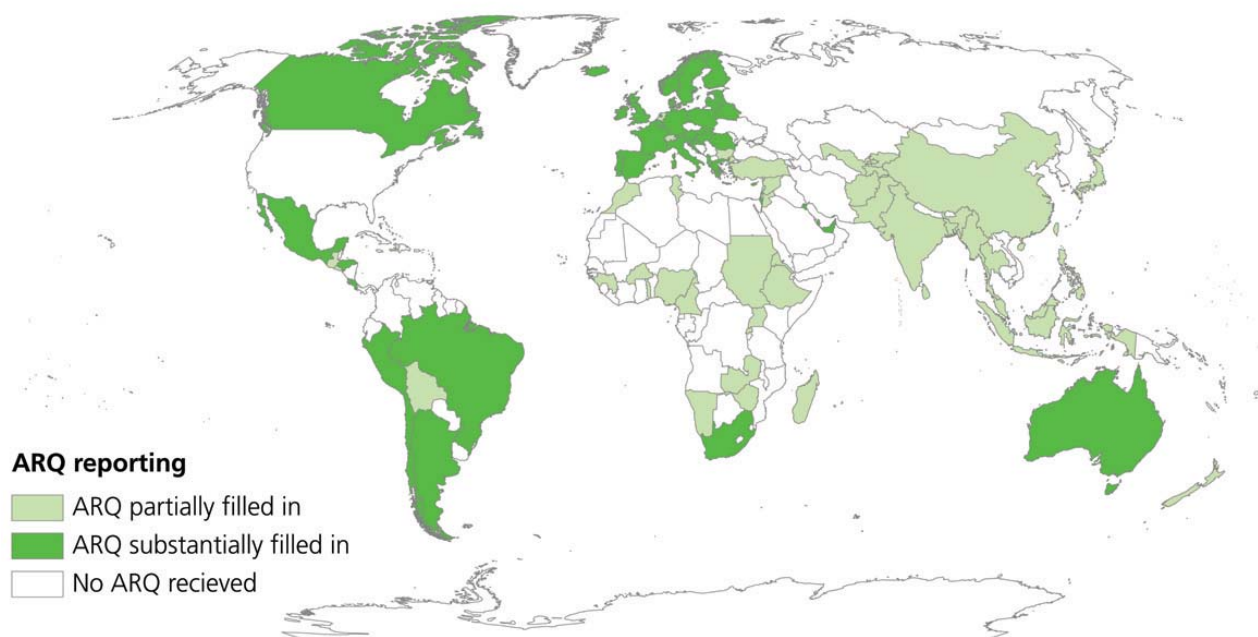 ARQ reporting
ARQ partially filled in
ARQ substantially filled in
No ARQ recieved